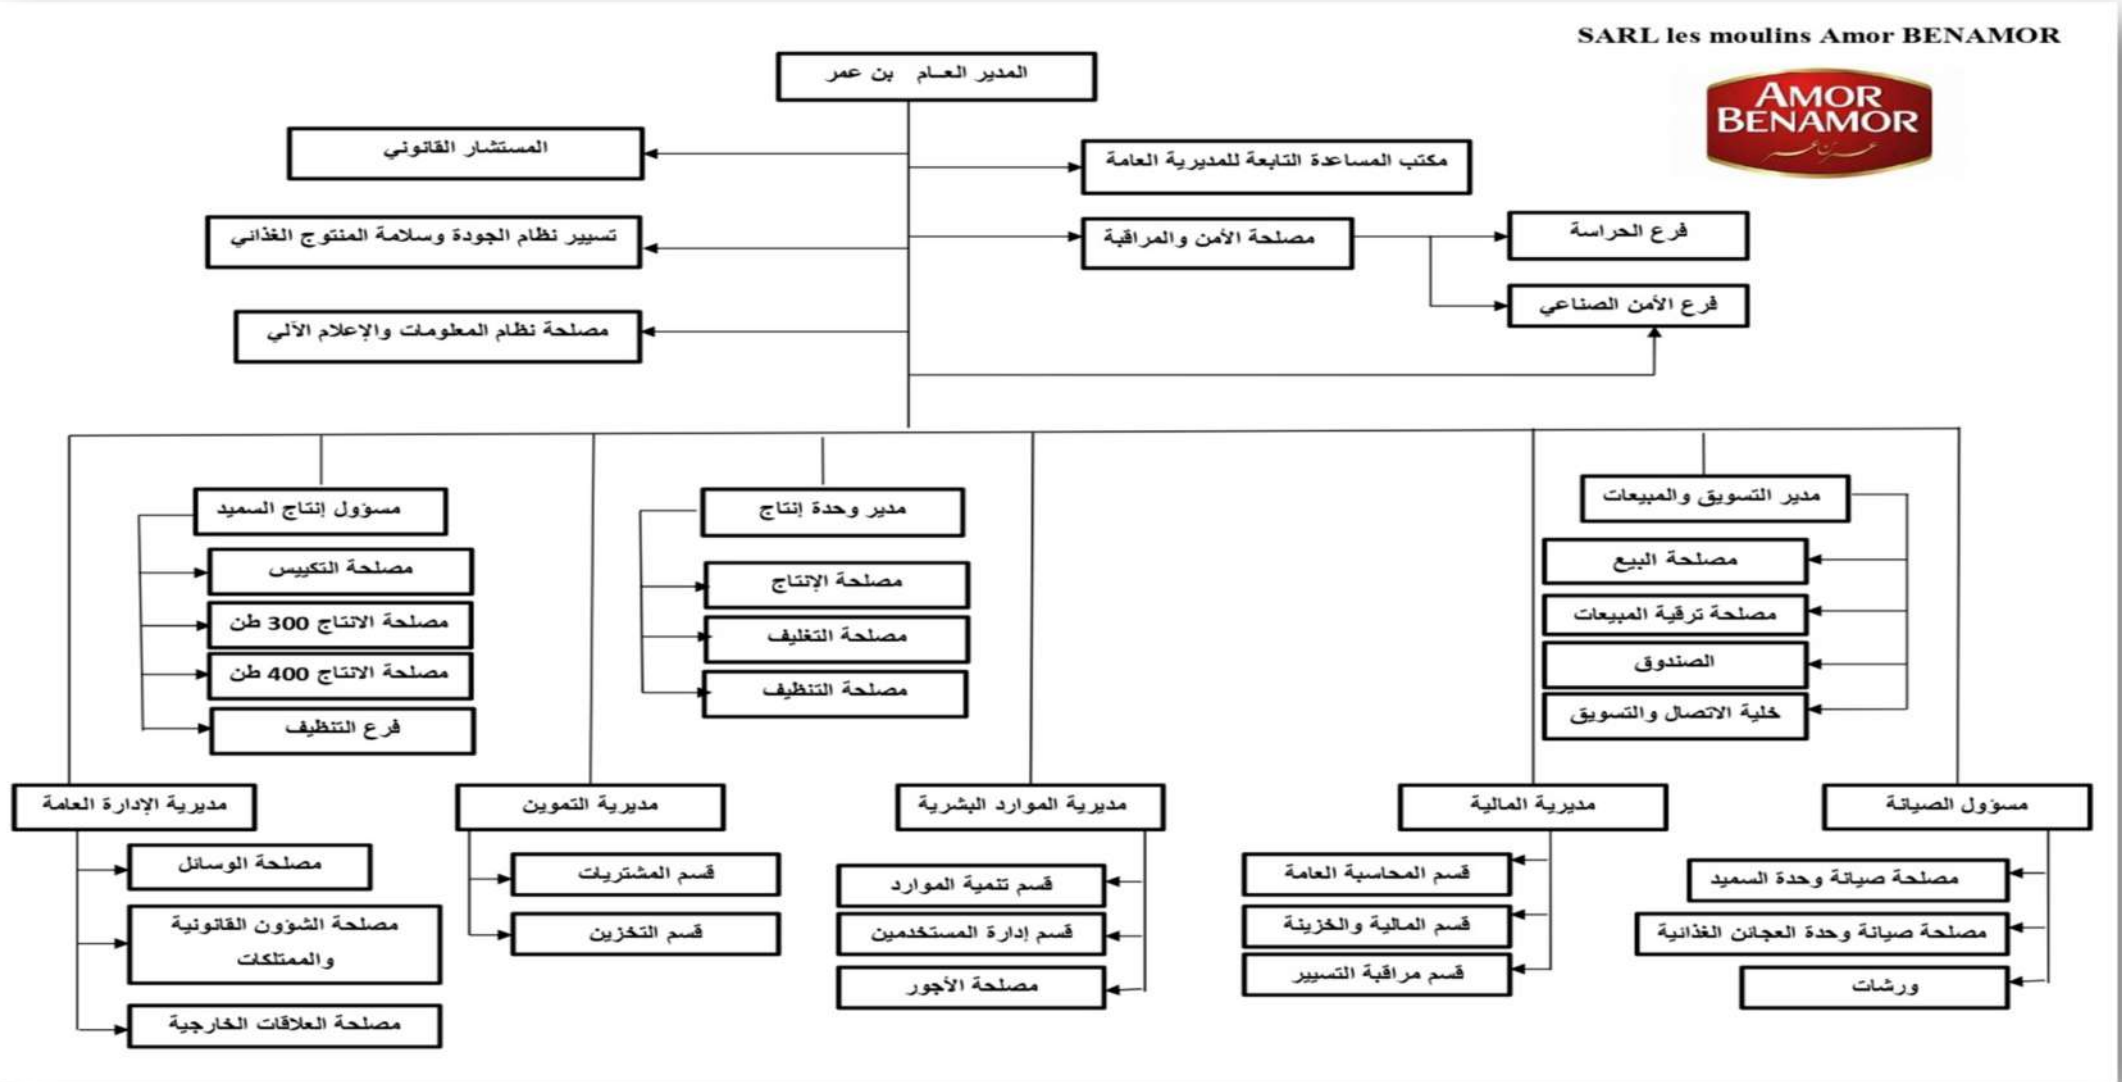 SARL les moulins Amor BENAMOR
AMOR
BENAMOR
عمر بن عمر
المدير العـام بن عمر
مكتب المساعدة التابعة للمديرية العامة
المستشار القانوني
فرع الحراسة
مصلحة الأمن والمراقبة
تسيير نظام الجودة وسلامة المنتوج الغذائي
فرع الأمن الصناعي
مصلحة نظام المعلومات والإعلام الآلي
مدير التسويق والمبيعات
مصلحة البيع
مصلحة ترقية المبيعات
الصندوق
خلية الاتصال والتسويق
مدير وحدة إنتاج
مصلحة الإنتاج
مصلحة التغليف
مصلحة التنظيف
مسؤول إنتاج السميد
مصلحة التكييس
مصلحة الانتاج 300 طن
مصلحة الانتاج 400 طن
فرع التنظيف
مسؤول الصيانة
مصلحة صيانة وحدة السميد
مصلحة صيانة وحدة العجائن الغذائية
ورشات
مديرية المالية
قسم المحاسبة العامة
قسم المالية والخزينة
قسم مراقبة التسيير
مديرية الموارد البشرية
قسم تنمية الموارد
قسم إدارة المستخدمين
مصلحة الأجور
مديرية التموين
قسم المشتريات
قسم التخزين
مديرية الإدارة العامة
مصلحة الوسائل
مصلحة الشؤون القانونية
والممتلكات
مصلحة العلاقات الخارجية